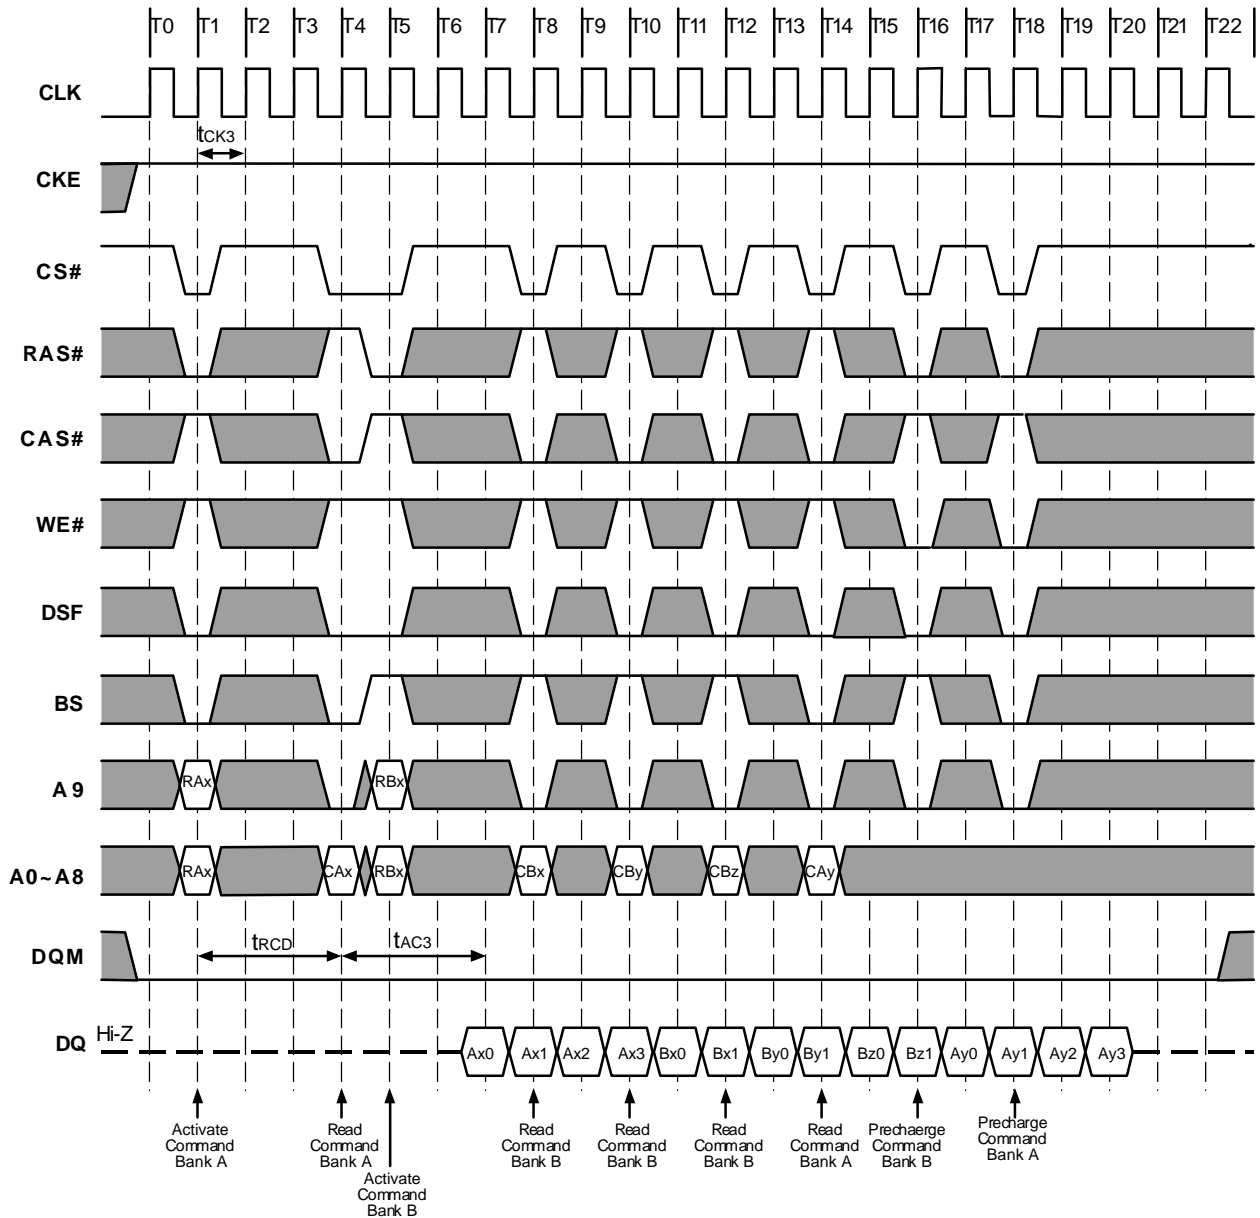 T0 T1 T2 T3 T4 T5 T6 T7 T8 T9 T10 T11 T12 T13 T14 T15 T16 T17 T18 T19 T20 T21 T22
CLK
tCK3
CKE
CS#
RAS#
CAS#
WE#
DSF
BS
A9 RAx RBx
A0~A8 RAx CAx RBx CBx CBy CBz CAy
DQM tRCD tAC3
Hi-Z
DQ Ax0 Ax1 Ax2 Ax3 Bx0 Bx1 By0 By1 Bz0 Bz1 Ay0 Ay1 Ay2 Ay3
Activate
Command
Bank A
Read
Command
Bank A
Activate
Command
Bank B
Read
Command
Bank B
Read
Command
Bank B
Read
Command
Bank B
Read
Command
Bank A
Prechaerge
Command
Bank B
Precharge
Command
Bank A